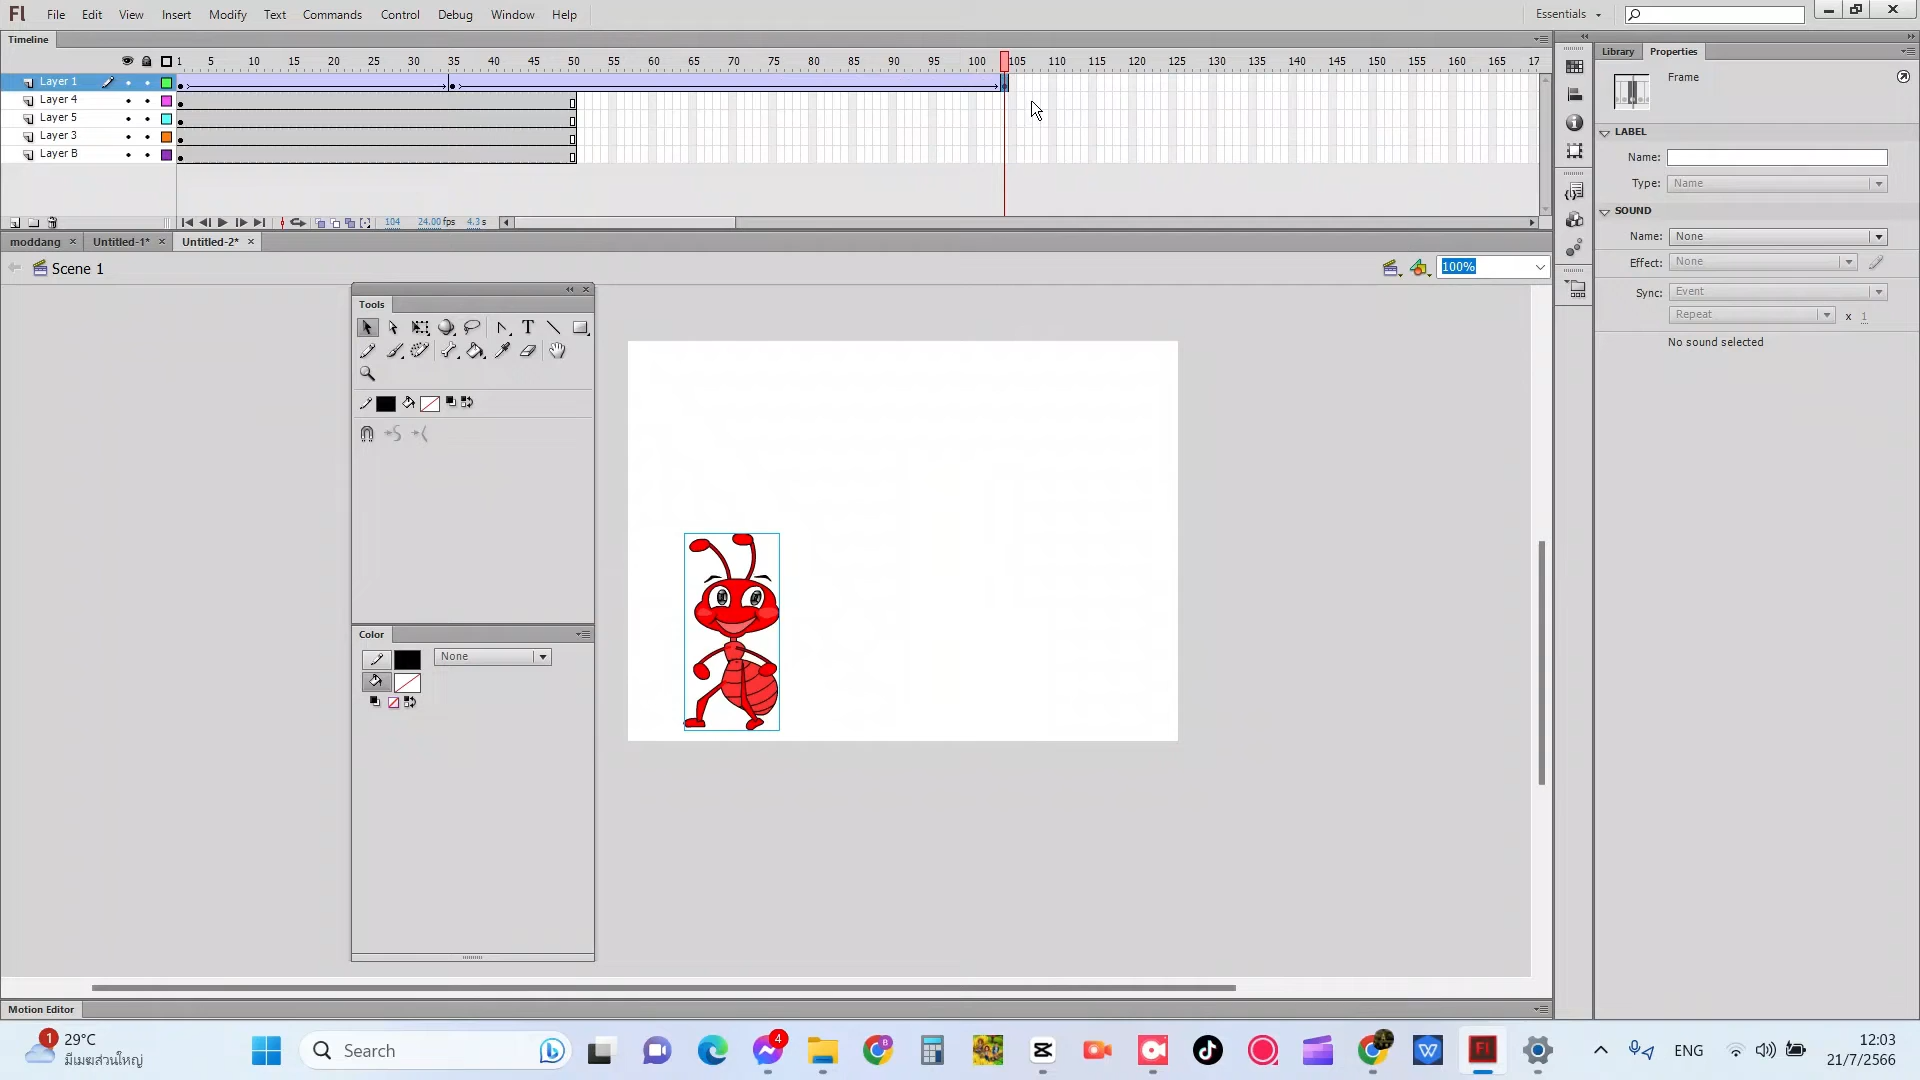 Fl File Edit View Insert Modify Text Commands Control Debug Window Help Essentials
Timeline
1 5 10 15 20 25 30 35 40 45 50 55 60 65 70 75 80 85 90 95 100 105 110 115 120 125 130 135 140 145 150 155 160 165 17
Layer 1
Layer 4
Layer 5
Layer 3
Layer B
104 24.00 fps 4.3 s
moddang Untitled-1* Untitled-2*
Scene 1
100%
Tools
T
Color
None
Motion Editor
Library Properties
Frame
LABEL
Name:
Type: Name
SOUND
Name: None
Effect: None
Sync: Event
Repeat x 1
No sound selected
1 29°C
มีเมฆส่วนใหญ่
Search
4
ENG
12:03
21/7/2566